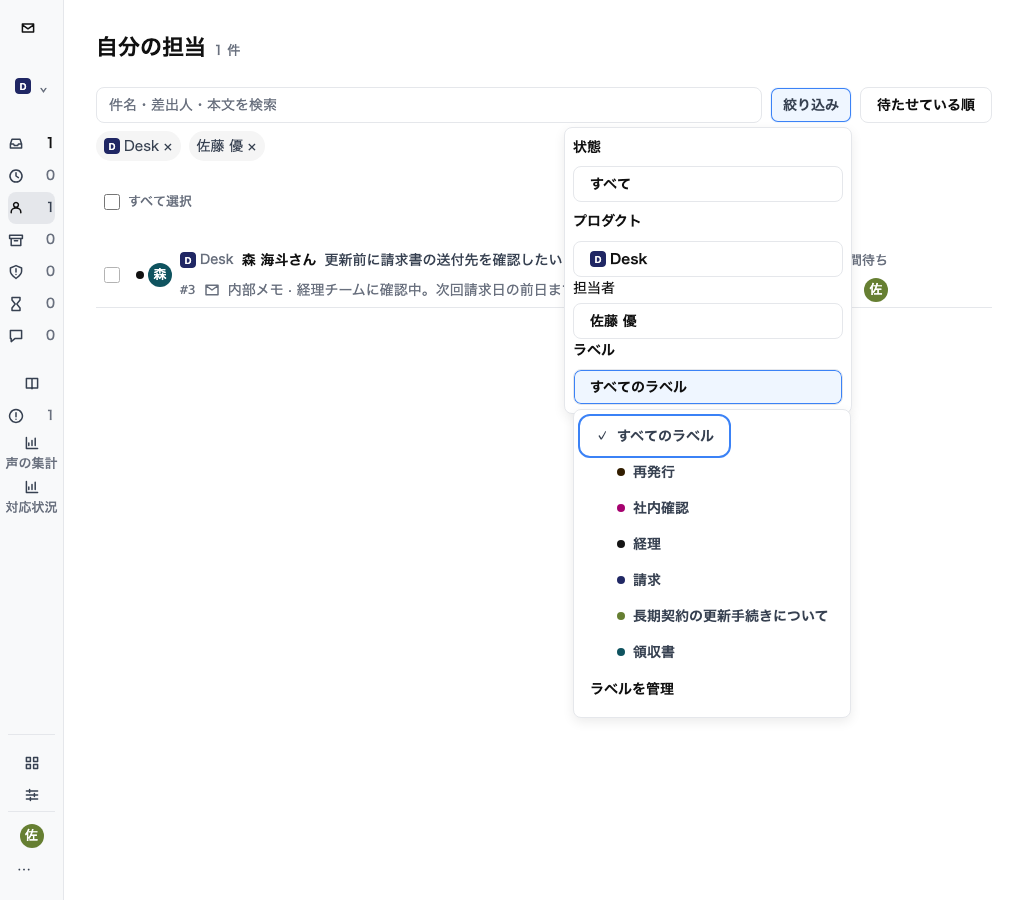 自分の担当 1 件
D
件名・差出人・本文を検索
絞り込み
待たせている順
D Desk ×
佐藤 優 ×
1
0
1
0
0
0
0
1
声の集計
対応状況
佐
…
すべて選択
森
D Desk 森 海斗さん 更新前に請求書の送付先を確認したい
間待ち
#3 内部メモ · 経理チームに確認中。次回請求日の前日ま
佐
状態
すべて
プロダクト
D Desk
担当者
佐藤 優
ラベル
すべてのラベル
✓ すべてのラベル
再発行
社内確認
経理
請求
長期契約の更新手続きについて
領収書
ラベルを管理